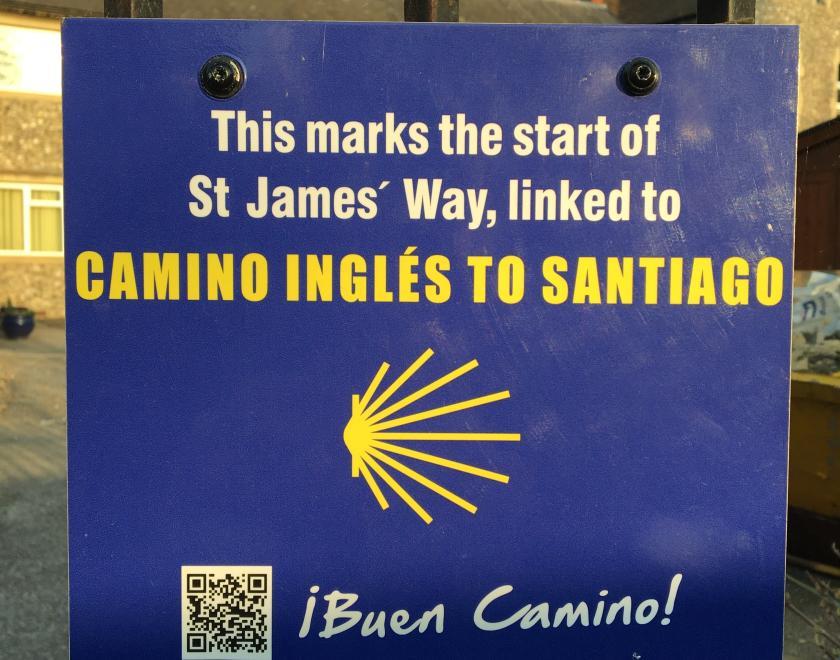 This marks the start of
St James´ Way, linked to
CAMINO INGLÉS TO SANTIAGO
¡Buen Camino!